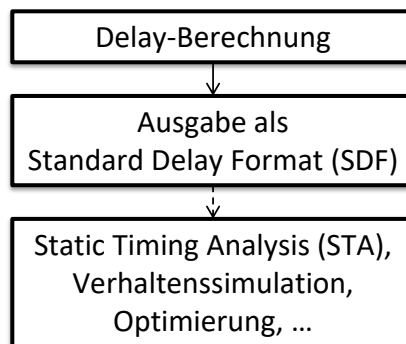 Delay-Berechnung
Ausgabe als
Standard Delay Format (SDF)
Static Timing Analysis (STA),
Verhaltenssimulation,
Optimierung, ...